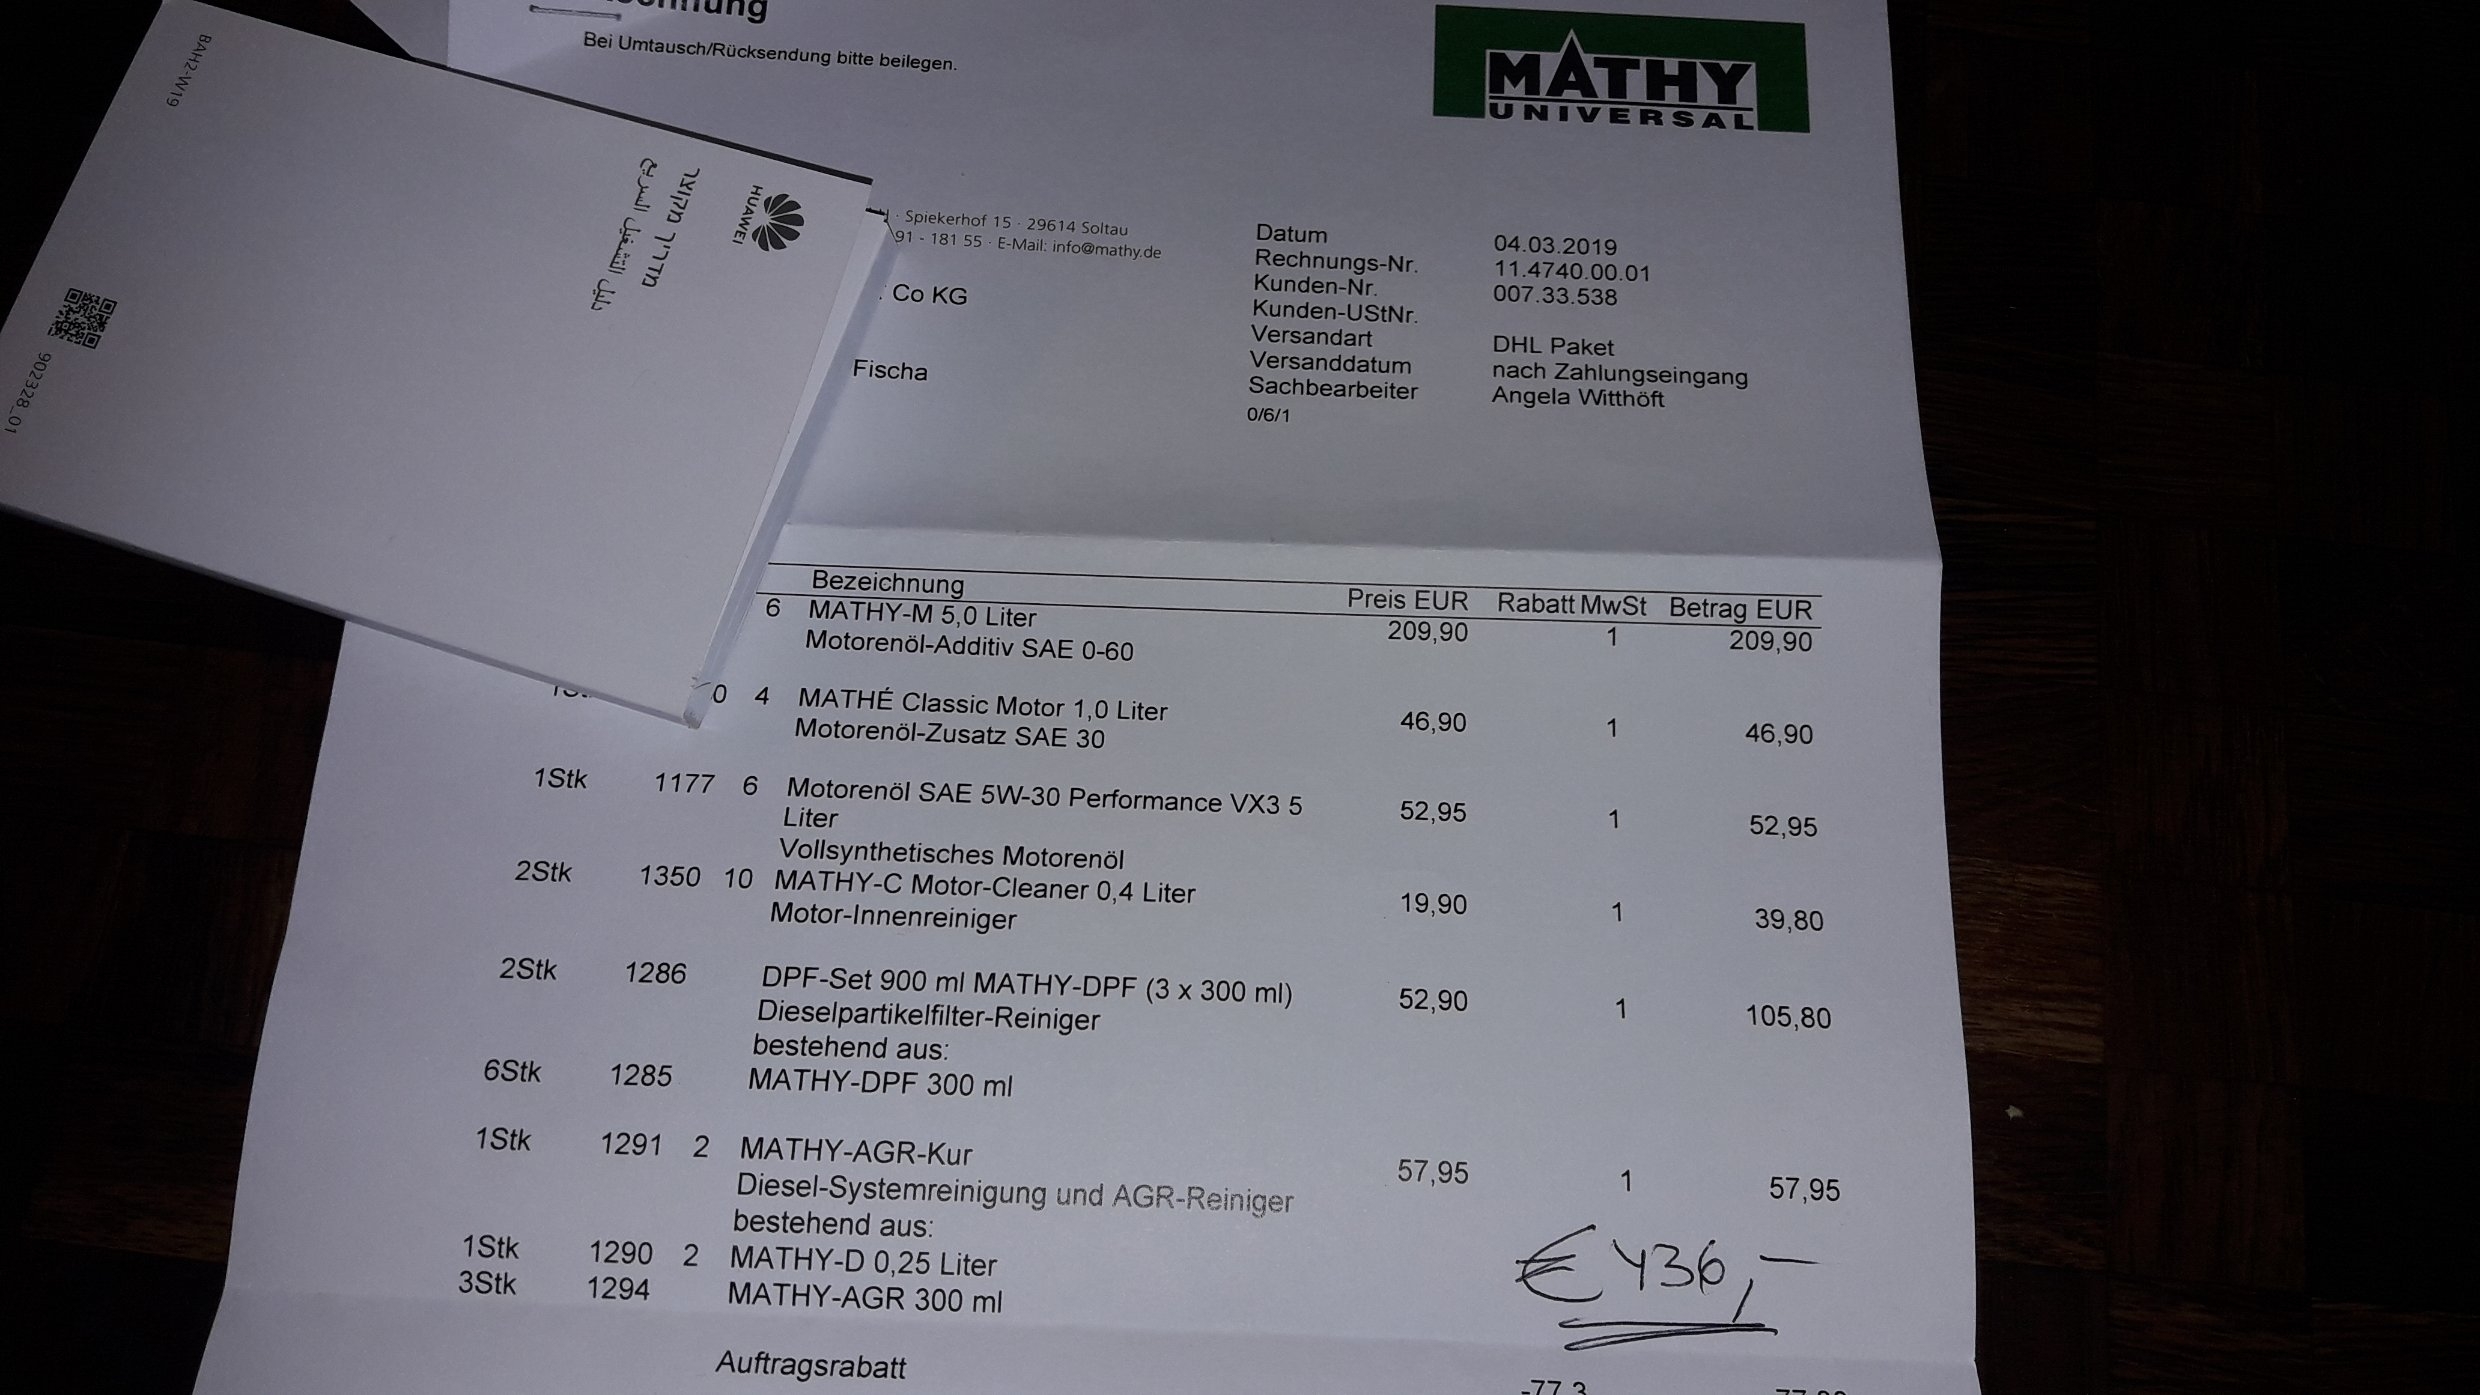 Bei Umtausch/Rücksendung bitte beilegen.
MATHY
UNIVERSAL
BAH2-W19
HUAWEI
מדריך מקוצר
دليل التشغيل السريع
902328_01
· Spiekerhof 15 · 29614 Soltau
91 - 181 55 · E-Mail: info@mathy.de
Co KG
Fischa
Datum 04.03.2019
Rechnungs-Nr. 11.4740.00.01
Kunden-Nr. 007.33.538
Kunden-UStNr.
Versandart DHL Paket
Versanddatum nach Zahlungseingang
Sachbearbeiter Angela Witthöft
0/6/1
Bezeichnung Preis EUR Rabatt MwSt Betrag EUR
6 MATHY-M 5,0 Liter 209,90 1 209,90
Motorenöl-Additiv SAE 0-60
0 4 MATHÉ Classic Motor 1,0 Liter 46,90 1 46,90
Motorenöl-Zusatz SAE 30
1Stk 1177 6 Motorenöl SAE 5W-30 Performance VX3 5 52,95 1 52,95
Liter
Vollsynthetisches Motorenöl
2Stk 1350 10 MATHY-C Motor-Cleaner 0,4 Liter 19,90 1 39,80
Motor-Innenreiniger
2Stk 1286 DPF-Set 900 ml MATHY-DPF (3 x 300 ml) 52,90 1 105,80
Dieselpartikelfilter-Reiniger
bestehend aus:
6Stk 1285 MATHY-DPF 300 ml
1Stk 1291 2 MATHY-AGR-Kur 57,95 1 57,95
Diesel-Systemreinigung und AGR-Reiniger
bestehend aus:
1Stk 1290 2 MATHY-D 0,25 Liter
3Stk 1294 MATHY-AGR 300 ml
€ 436,-
Auftragsrabatt